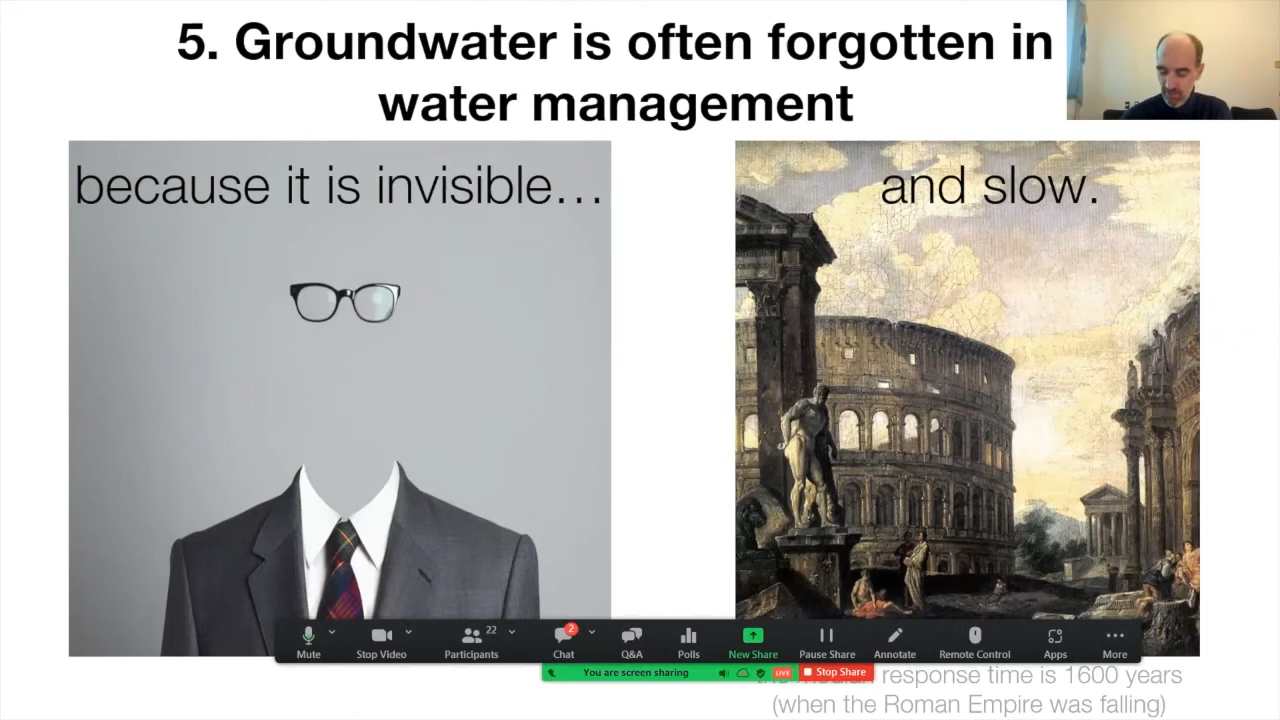 5. Groundwater is often forgotten in
water management
because it is invisible...
and slow.
Mute
Stop Video
22
Participants
2
Chat
Q&A
Polls
New Share
Pause Share
Annotate
Remote Control
Apps
More
You are screen sharing
LIVE
Stop Share
response time is 1600 years
(when the Roman Empire was falling)